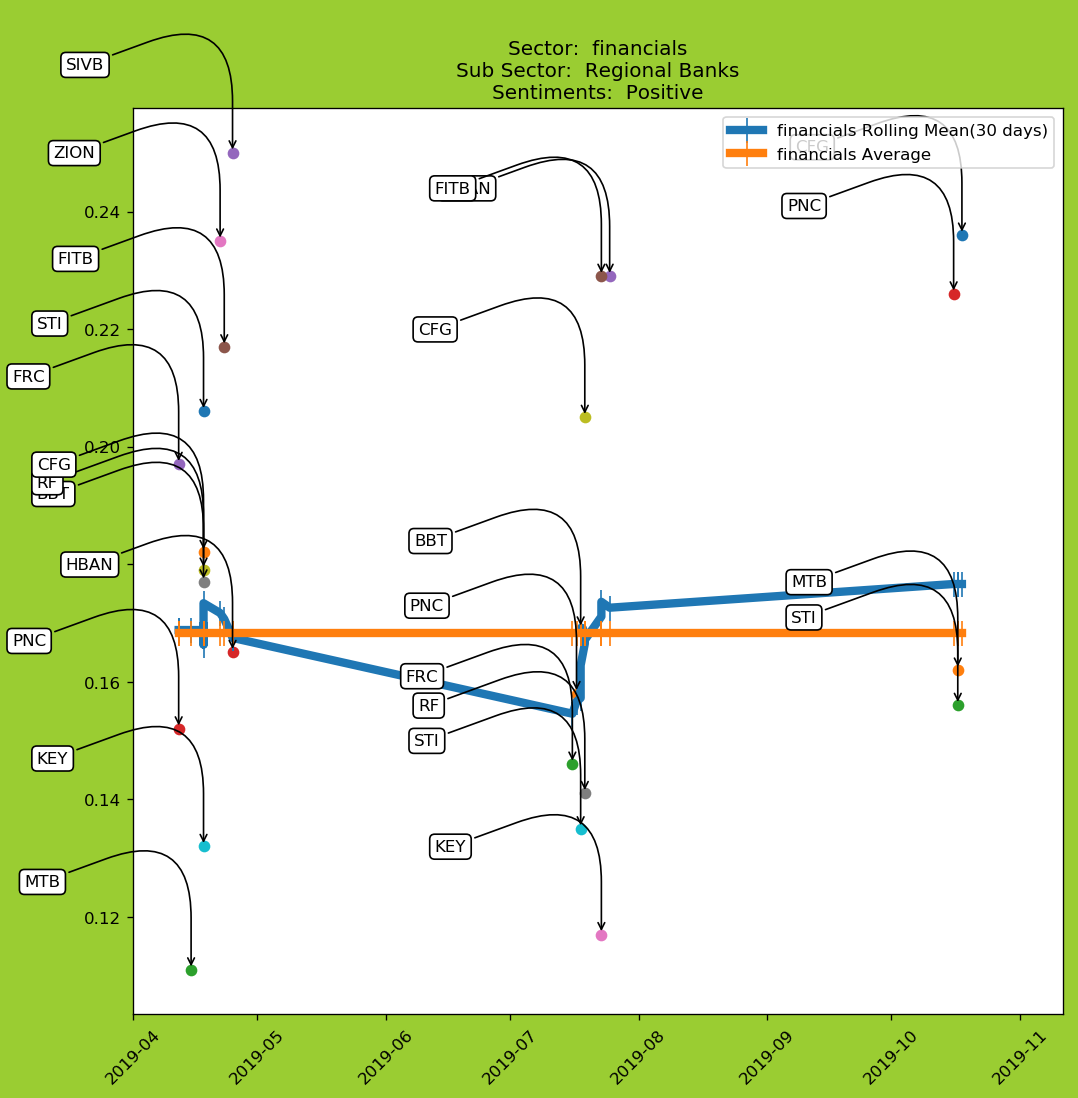 Sector: financials
Sub Sector: Regional Banks
Sentiments: Positive
financials Rolling Mean(30 days)
financials Average
SIVB
ZION
FITB
STI
FRC
CFG
RF
BBT
HBAN
PNC
KEY
MTB
FITB
AN
CFG
BBT
PNC
FRC
RF
STI
KEY
CFG
PNC
MTB
STI
0.24
0.22
0.20
0.16
0.14
0.12
2019-04
2019-05
2019-06
2019-07
2019-08
2019-09
2019-10
2019-11